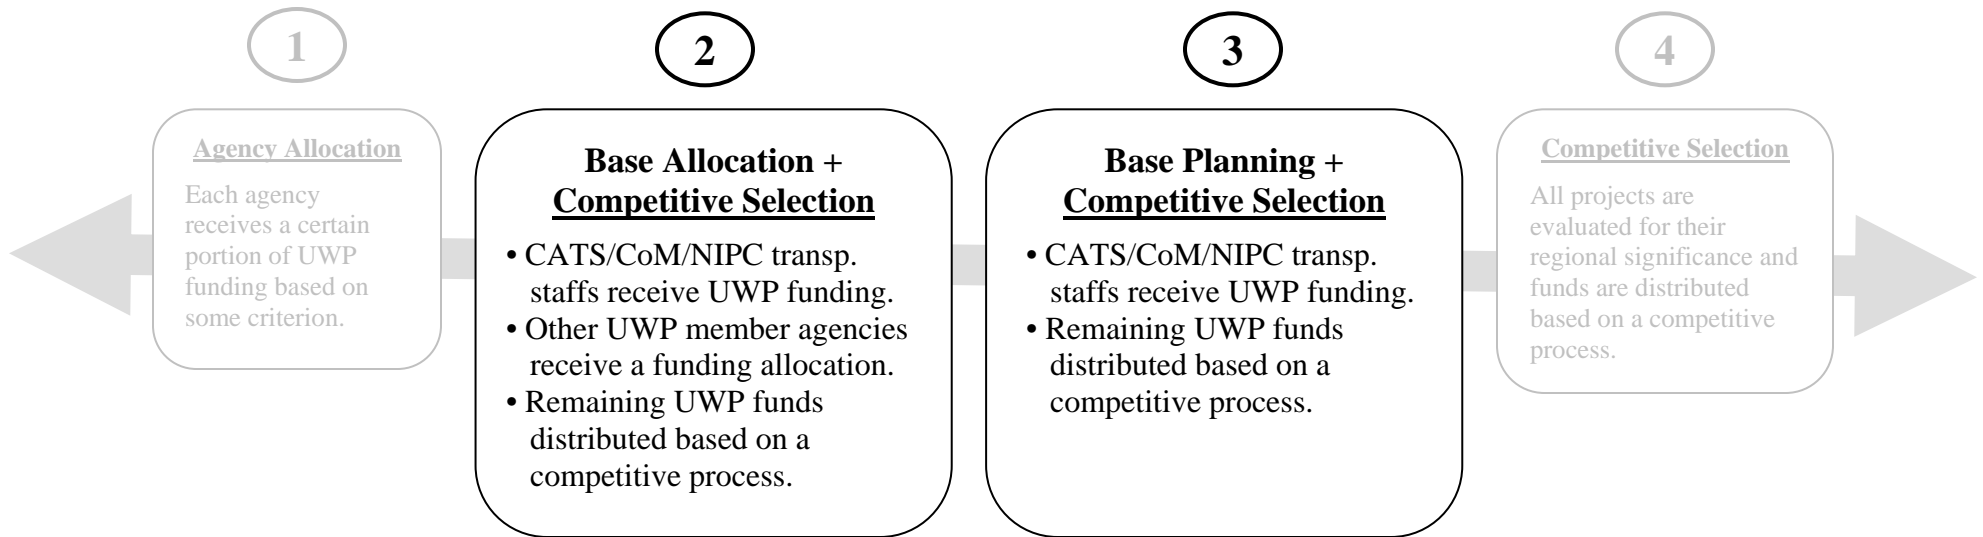 1
Agency Allocation
Each agency
receives a certain
portion of UWP
funding based on
some criterion.
2
Base Allocation +
Competitive Selection
• CATS/CoM/NIPC transp.
staffs receive UWP funding.
• Other UWP member agencies
receive a funding allocation.
• Remaining UWP funds
distributed based on a
competitive process.
3
Base Planning +
Competitive Selection
• CATS/CoM/NIPC transp.
staffs receive UWP funding.
• Remaining UWP funds
distributed based on a
competitive process.
4
Competitive Selection
All projects are
evaluated for their
regional significance and
funds are distributed
based on a competitive
process.